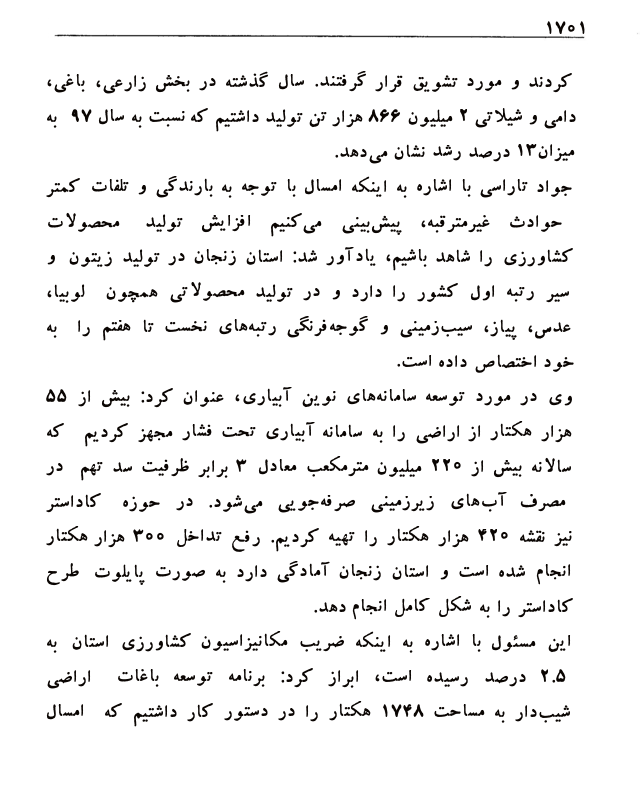 ۱۷۰۱
کردند و مورد تشویق قرار گرفتند. سال گذشته در بخش زارعی، باغی،
دامی و شیلاتی ۲ میلیون ۸۶۶ هزار تن تولید داشتیم که نسبت به سال ۹۷ به
میزان۱۳ درصد رشد نشان می‌دهد.
جواد تاراسی با اشاره به اینکه امسال با توجه به بارندگی و تلفات کمتر
حوادث غیرمترقبه، پیش‌بینی می‌کنیم افزایش تولید محصولات
کشاورزی را شاهد باشیم، یادآور شد: استان زنجان در تولید زیتون و
سیر رتبه اول کشور را دارد و در تولید محصولاتی همچون لوبیا،
عدس، پیاز، سیب‌زمینی و گوجه‌فرنگی رتبه‌های نخست تا هفتم را به
خود اختصاص داده است.
وی در مورد توسعه سامانه‌های نوین آبیاری، عنوان کرد: بیش از ۵۵
هزار هکتار از اراضی را به سامانه آبیاری تحت فشار مجهز کردیم که
سالانه بیش از ۲۲۰ میلیون مترمکعب معادل ۳ برابر ظرفیت سد تهم در
مصرف آب‌های زیرزمینی صرفه‌جویی می‌شود. در حوزه کاداستر
نیز نقشه ۴۲۰ هزار هکتار را تهیه کردیم. رفع تداخل ۳۰۰ هزار هکتار
انجام شده است و استان زنجان آمادگی دارد به صورت پایلوت طرح
کاداستر را به شکل کامل انجام دهد.
این مسئول با اشاره به اینکه ضریب مکانیزاسیون کشاورزی استان به
۲.۵ درصد رسیده است، ابراز کرد: برنامه توسعه باغات اراضی
شیب‌دار به مساحت ۱۷۴۸ هکتار را در دستور کار داشتیم که امسال